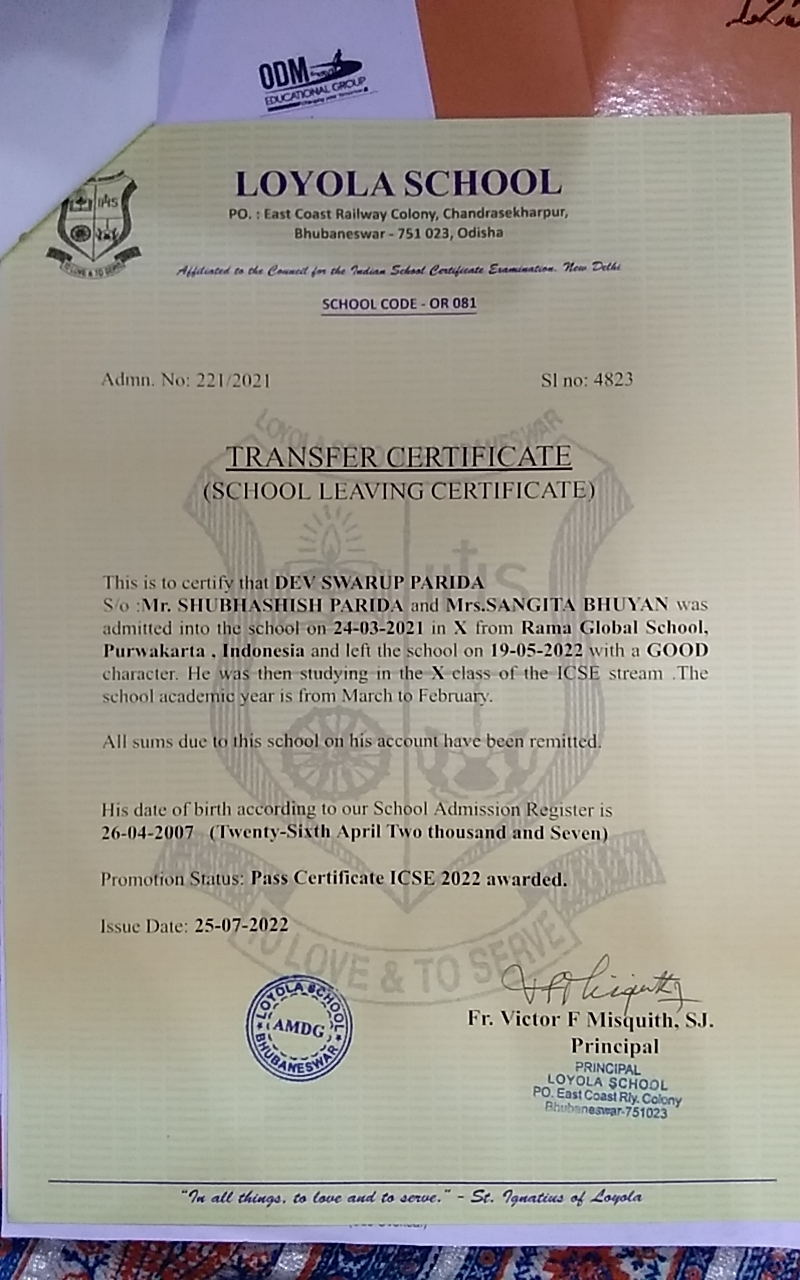 ODM
EDUCATIONAL GROUP
LOYOLA SCHOOL
PO. : East Coast Railway Colony, Chandrasekharpur,
Bhubaneswar - 751 023, Odisha
Affiliated to the Council for the Indian School Certificate Examination. New Delhi
SCHOOL CODE - OR 081
Admn. No: 221/2021 Sl no: 4823
TRANSFER CERTIFICATE
(SCHOOL LEAVING CERTIFICATE)
This is to certify that DEV SWARUP PARIDA
S/o :Mr. SHUBHASHISH PARIDA and Mrs.SANGITA BHUYAN was
admitted into the school on 24-03-2021 in X from Rama Global School,
Purwakarta , Indonesia and left the school on 19-05-2022 with a GOOD
character. He was then studying in the X class of the ICSE stream .The
school academic year is from March to February.
All sums due to this school on his account have been remitted.
His date of birth according to our School Admission Register is
26-04-2007 (Twenty-Sixth April Two thousand and Seven)
Promotion Status: Pass Certificate ICSE 2022 awarded.
Issue Date: 25-07-2022
TO LOVE & TO SERVE
LOYOLA SCHOOL
AMDG
BHUBANESWAR
Fr. Victor F Misquith, SJ.
Principal
PRINCIPAL
LOYOLA SCHOOL
PO. East Coast Rly. Colony
Bhubaneswar-751023
"In all things, to love and to serve." - St. Ignatius of Loyola